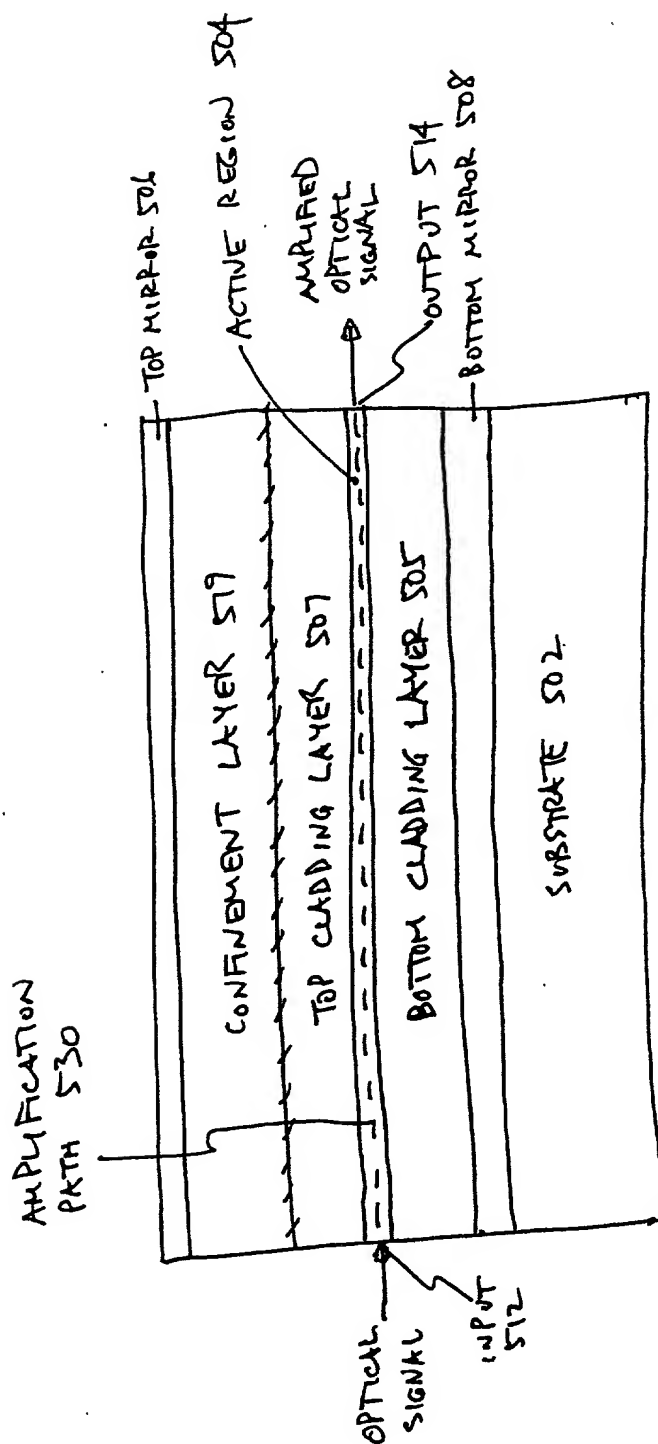 AMPLIFICATION
PATH 530
TOP MIRROR 506
ACTIVE REGION 504
CONFINEMENT LAYER 519
TOP CLADDING LAYER 507
AMPLIFIED
OPTICAL
SIGNAL
OUTPUT 514
OPTICAL
SIGNAL
INPUT
512
BOTTOM CLADDING LAYER 505
BOTTOM MIRROR 508
SUBSTRATE 502